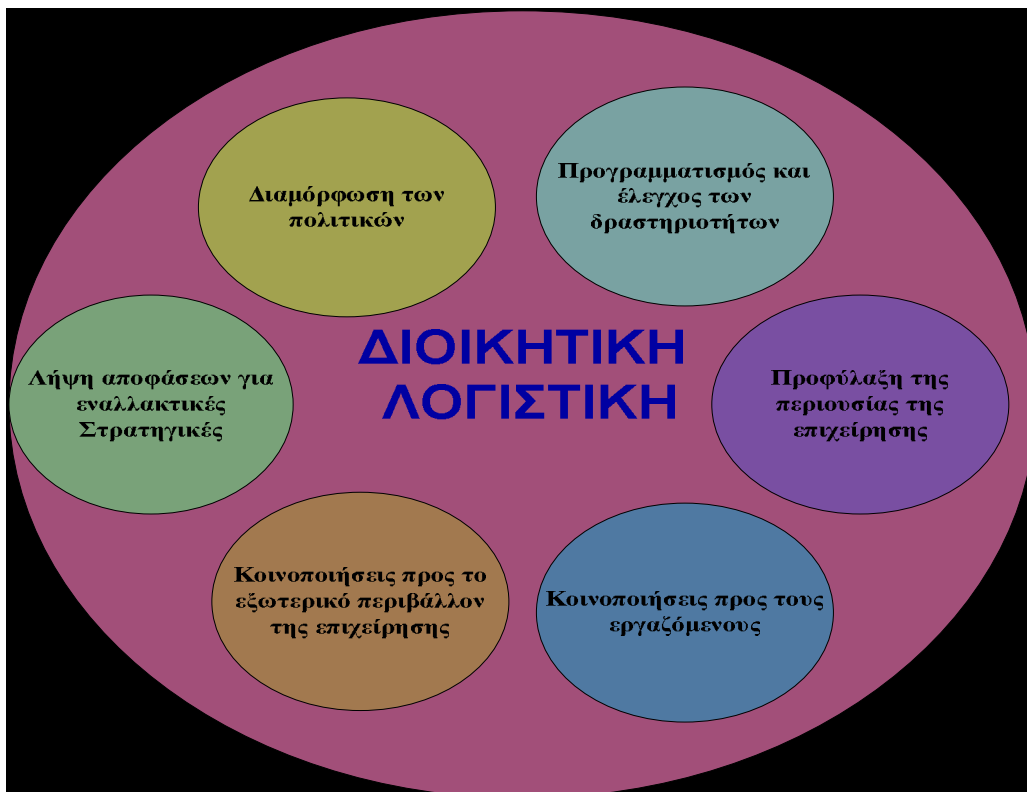 Διαμόρφωση των
πολιτικών
Προγραμματισμός και
έλεγχος των
δραστηριοτήτων
ΔΙΟΙΚΗΤΙΚΗ
ΛΟΓΙΣΤΙΚΗ
Λήψη αποφάσεων για
εναλλακτικές
Στρατηγικές
Προφύλαξη της
περιουσίας της
επιχείρησης
Κοινοποιήσεις προς το
εξωτερικό περιβάλλον
της επιχείρησης
Κοινοποιήσεις προς τους
εργαζόμενους